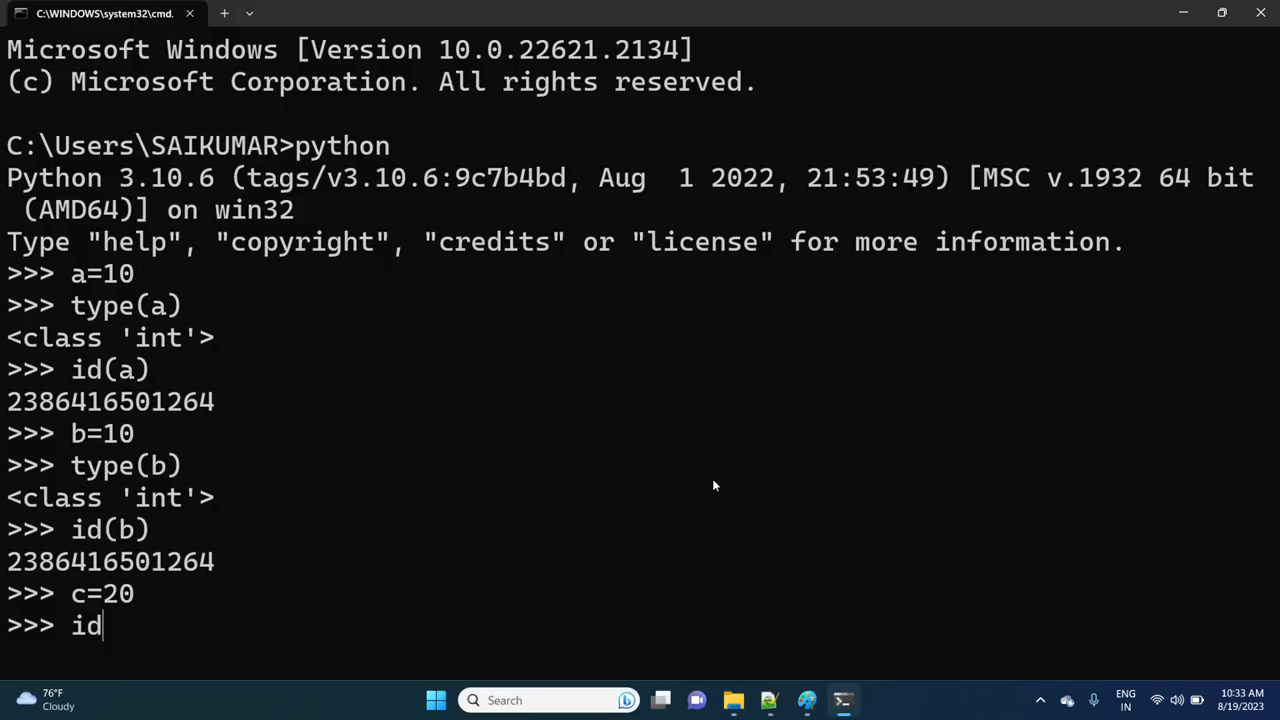 C:\WINDOWS\system32\cmd.
Microsoft Windows [Version 10.0.22621.2134]
(c) Microsoft Corporation. All rights reserved.
C:\Users\SAIKUMAR>python
Python 3.10.6 (tags/v3.10.6:9c7b4bd, Aug  1 2022, 21:53:49) [MSC v.1932 64 bit
 (AMD64)] on win32
Type "help", "copyright", "credits" or "license" for more information.
>>> a=10
>>> type(a)
<class 'int'>
>>> id(a)
2386416501264
>>> b=10
>>> type(b)
<class 'int'>
>>> id(b)
2386416501264
>>> c=20
>>> id
76°F
Cloudy
Search
ENG
IN
10:33 AM
8/19/2023